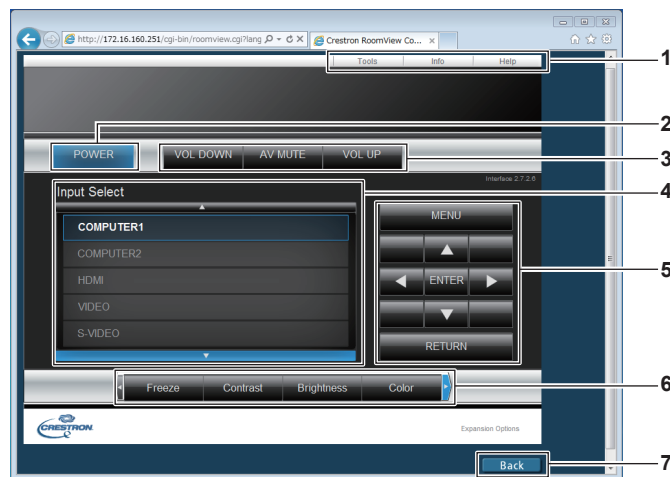 http://172.16.160.251/cgi-bin/roomview.cgi?lang
Crestron RoomView Co...
Tools Info Help
1
2
POWER
VOL DOWN AV MUTE VOL UP
3
Interface 2.7.2.6
4
Input Select
COMPUTER1
COMPUTER2
HDMI
VIDEO
S-VIDEO
MENU
ENTER
RETURN
5
Freeze Contrast Brightness Color
6
CRESTRON
Expansion Options
Back
7